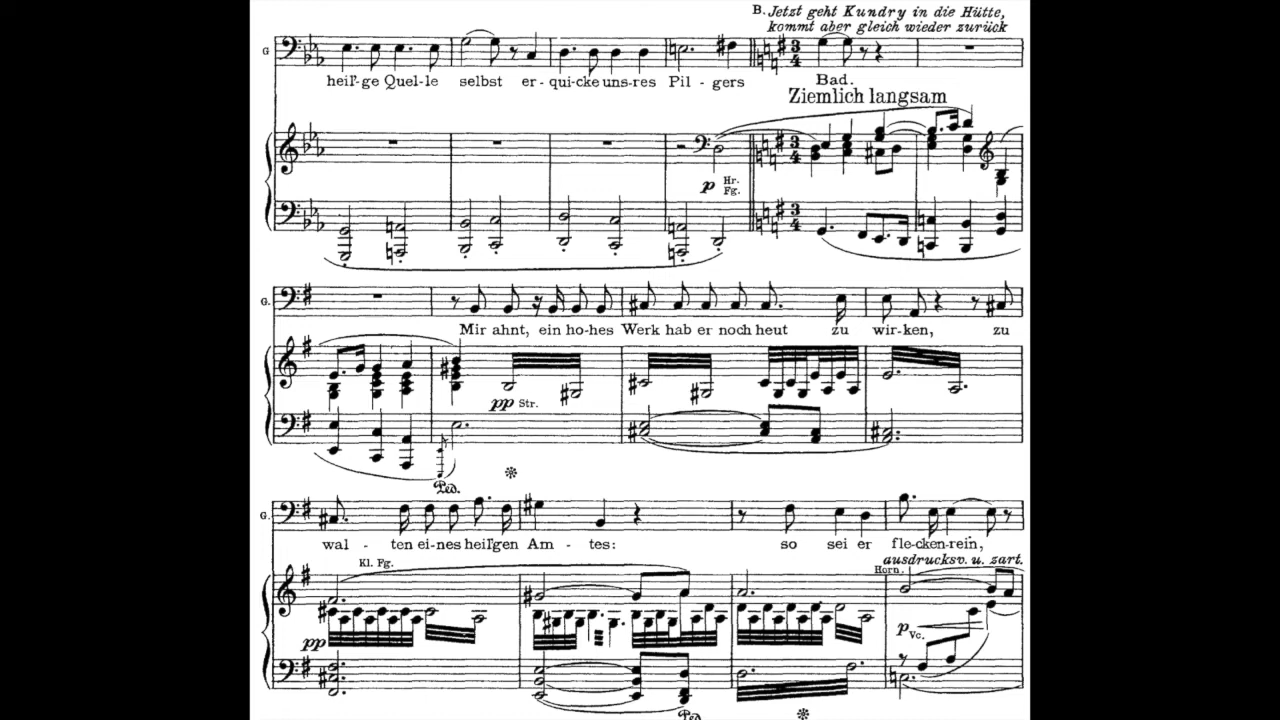 B. Jetzt geht Kundry in die Hütte,
kommt aber gleich wieder zurück
G
heil'-ge Quel-le selbst er-qui-cke uns-res Pil-gers Bad.
Ziemlich langsam
p Hr.
Fg.
G.
Mir ahnt, ein ho-hes Werk hab er noch heut zu wir-ken, zu
pp Str.
Ped.
G.
wal-ten ei-nes heil'gen Am-tes: so sei er fle-cken-rein,
Kl. Fg.
ausdrucksv. u. zart.
Horn.
pp
p Vc.
Ped.